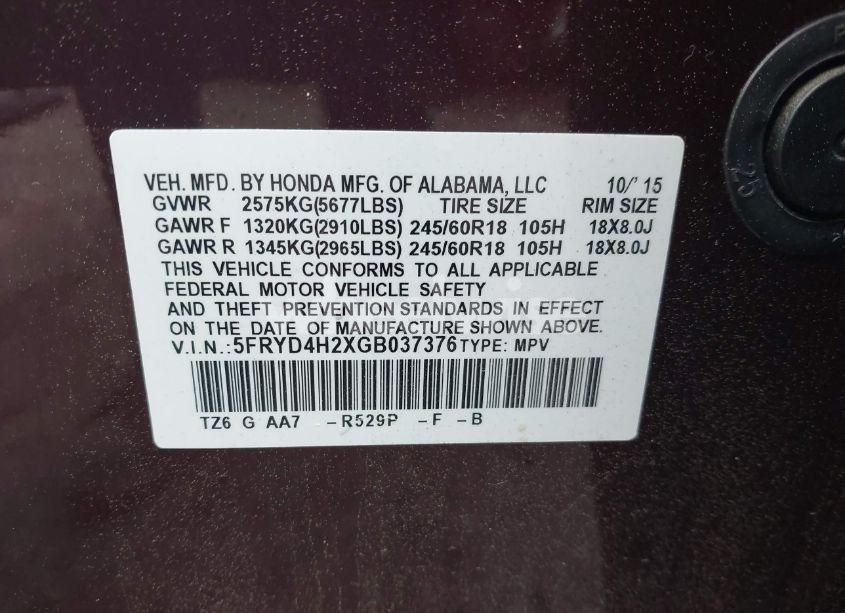 VEH. MFD. BY HONDA MFG. OF ALABAMA, LLC 10/' 15
GVWR 2575KG(5677LBS) TIRE SIZE RIM SIZE
GAWR F 1320KG(2910LBS) 245/60R18 105H 18X8.0J
GAWR R 1345KG(2965LBS) 245/60R18 105H 18X8.0J
THIS VEHICLE CONFORMS TO ALL APPLICABLE
FEDERAL MOTOR VEHICLE SAFETY
AND THEFT PREVENTION STANDARDS IN EFFECT
ON THE DATE OF MANUFACTURE SHOWN ABOVE.
V.I.N.:5FRYD4H2XGB037376 TYPE: MPV
TZ6 G AA7 -R529P -F -B
25